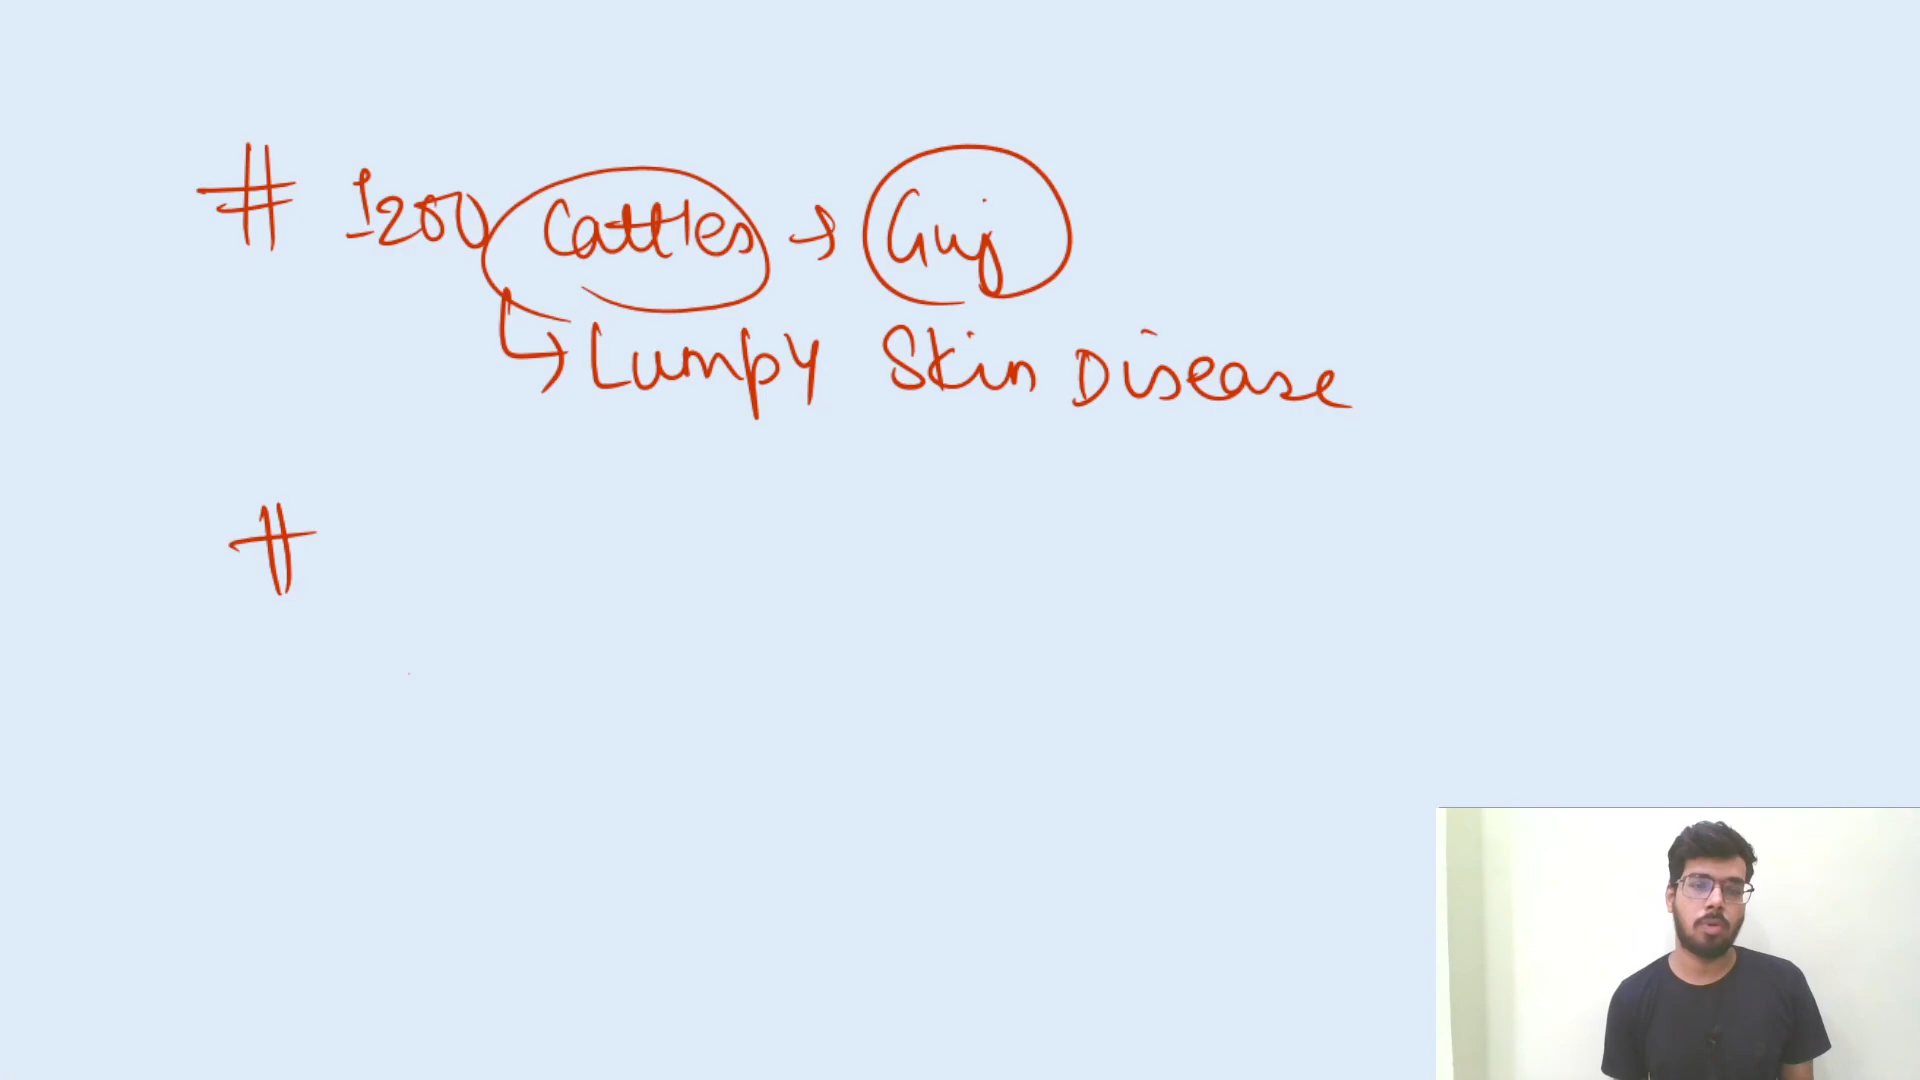 # 1200 Cattles → Guj
↳ Lumpy Skin Disease
#